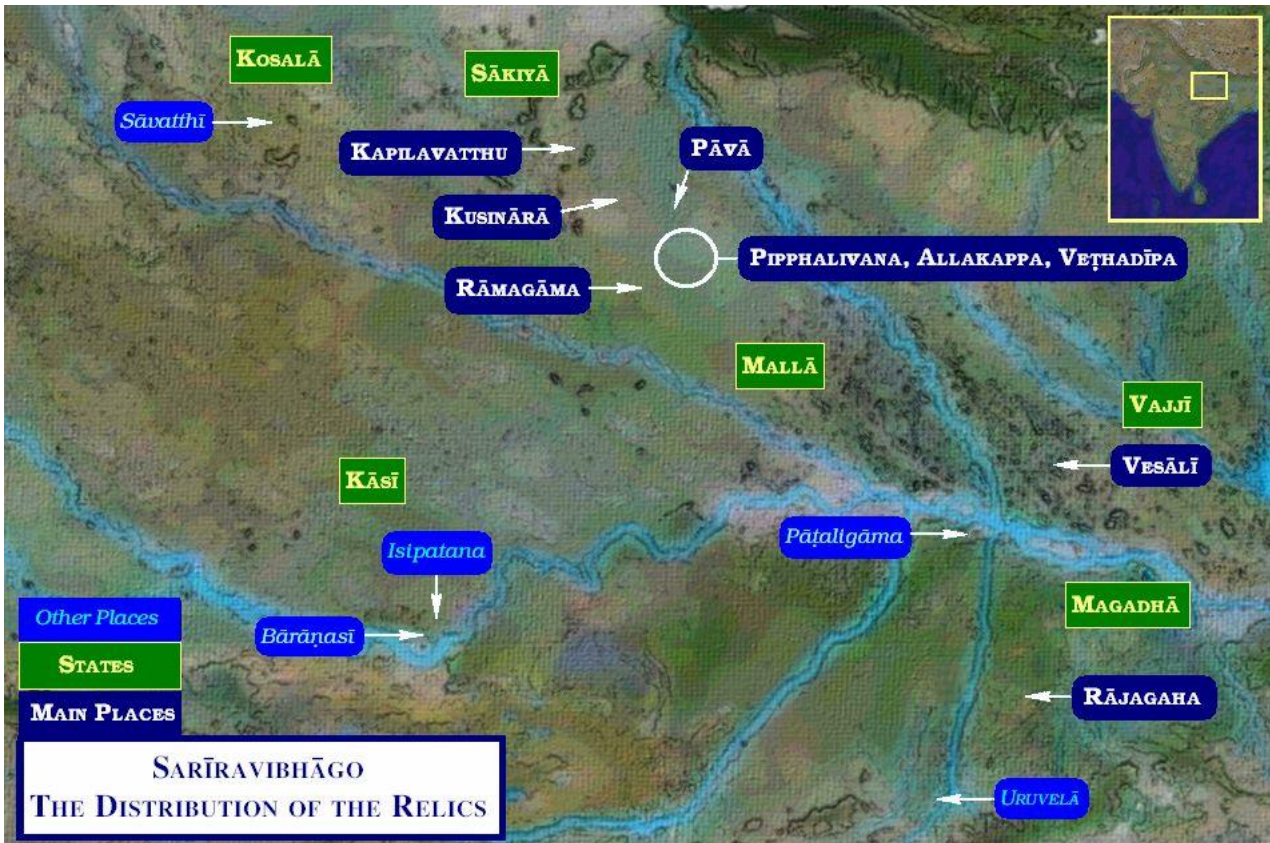 Kosalā
Sākiyā
Sāvatthī
Kapilavatthu
Pāvā
Kusinārā
Pipphalivana, Allakappa, Veṭhadīpa
Rāmagāma
Mallā
Vajjī
Vesālī
Kāsī
Pāṭaligāma
Isipatana
Magadhā
Bārāṇasī
Rājagaha
Uruvelā
Other Places
States
Main Places
Sarīravibhāgo
The Distribution of the Relics